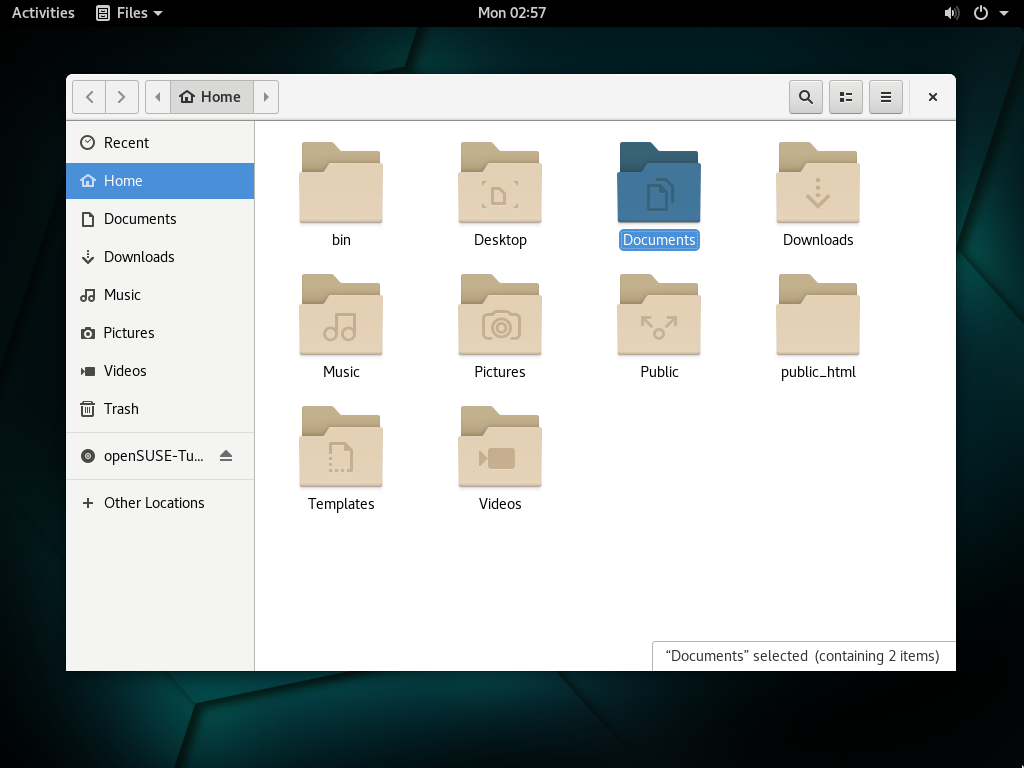 Activities Files Mon 02:57
Home
Recent
Home
Documents
Downloads
Music
Pictures
Videos
Trash
openSUSE-Tu...
Other Locations
bin Desktop Documents Downloads
Music Pictures Public public_html
Templates Videos
“Documents” selected (containing 2 items)